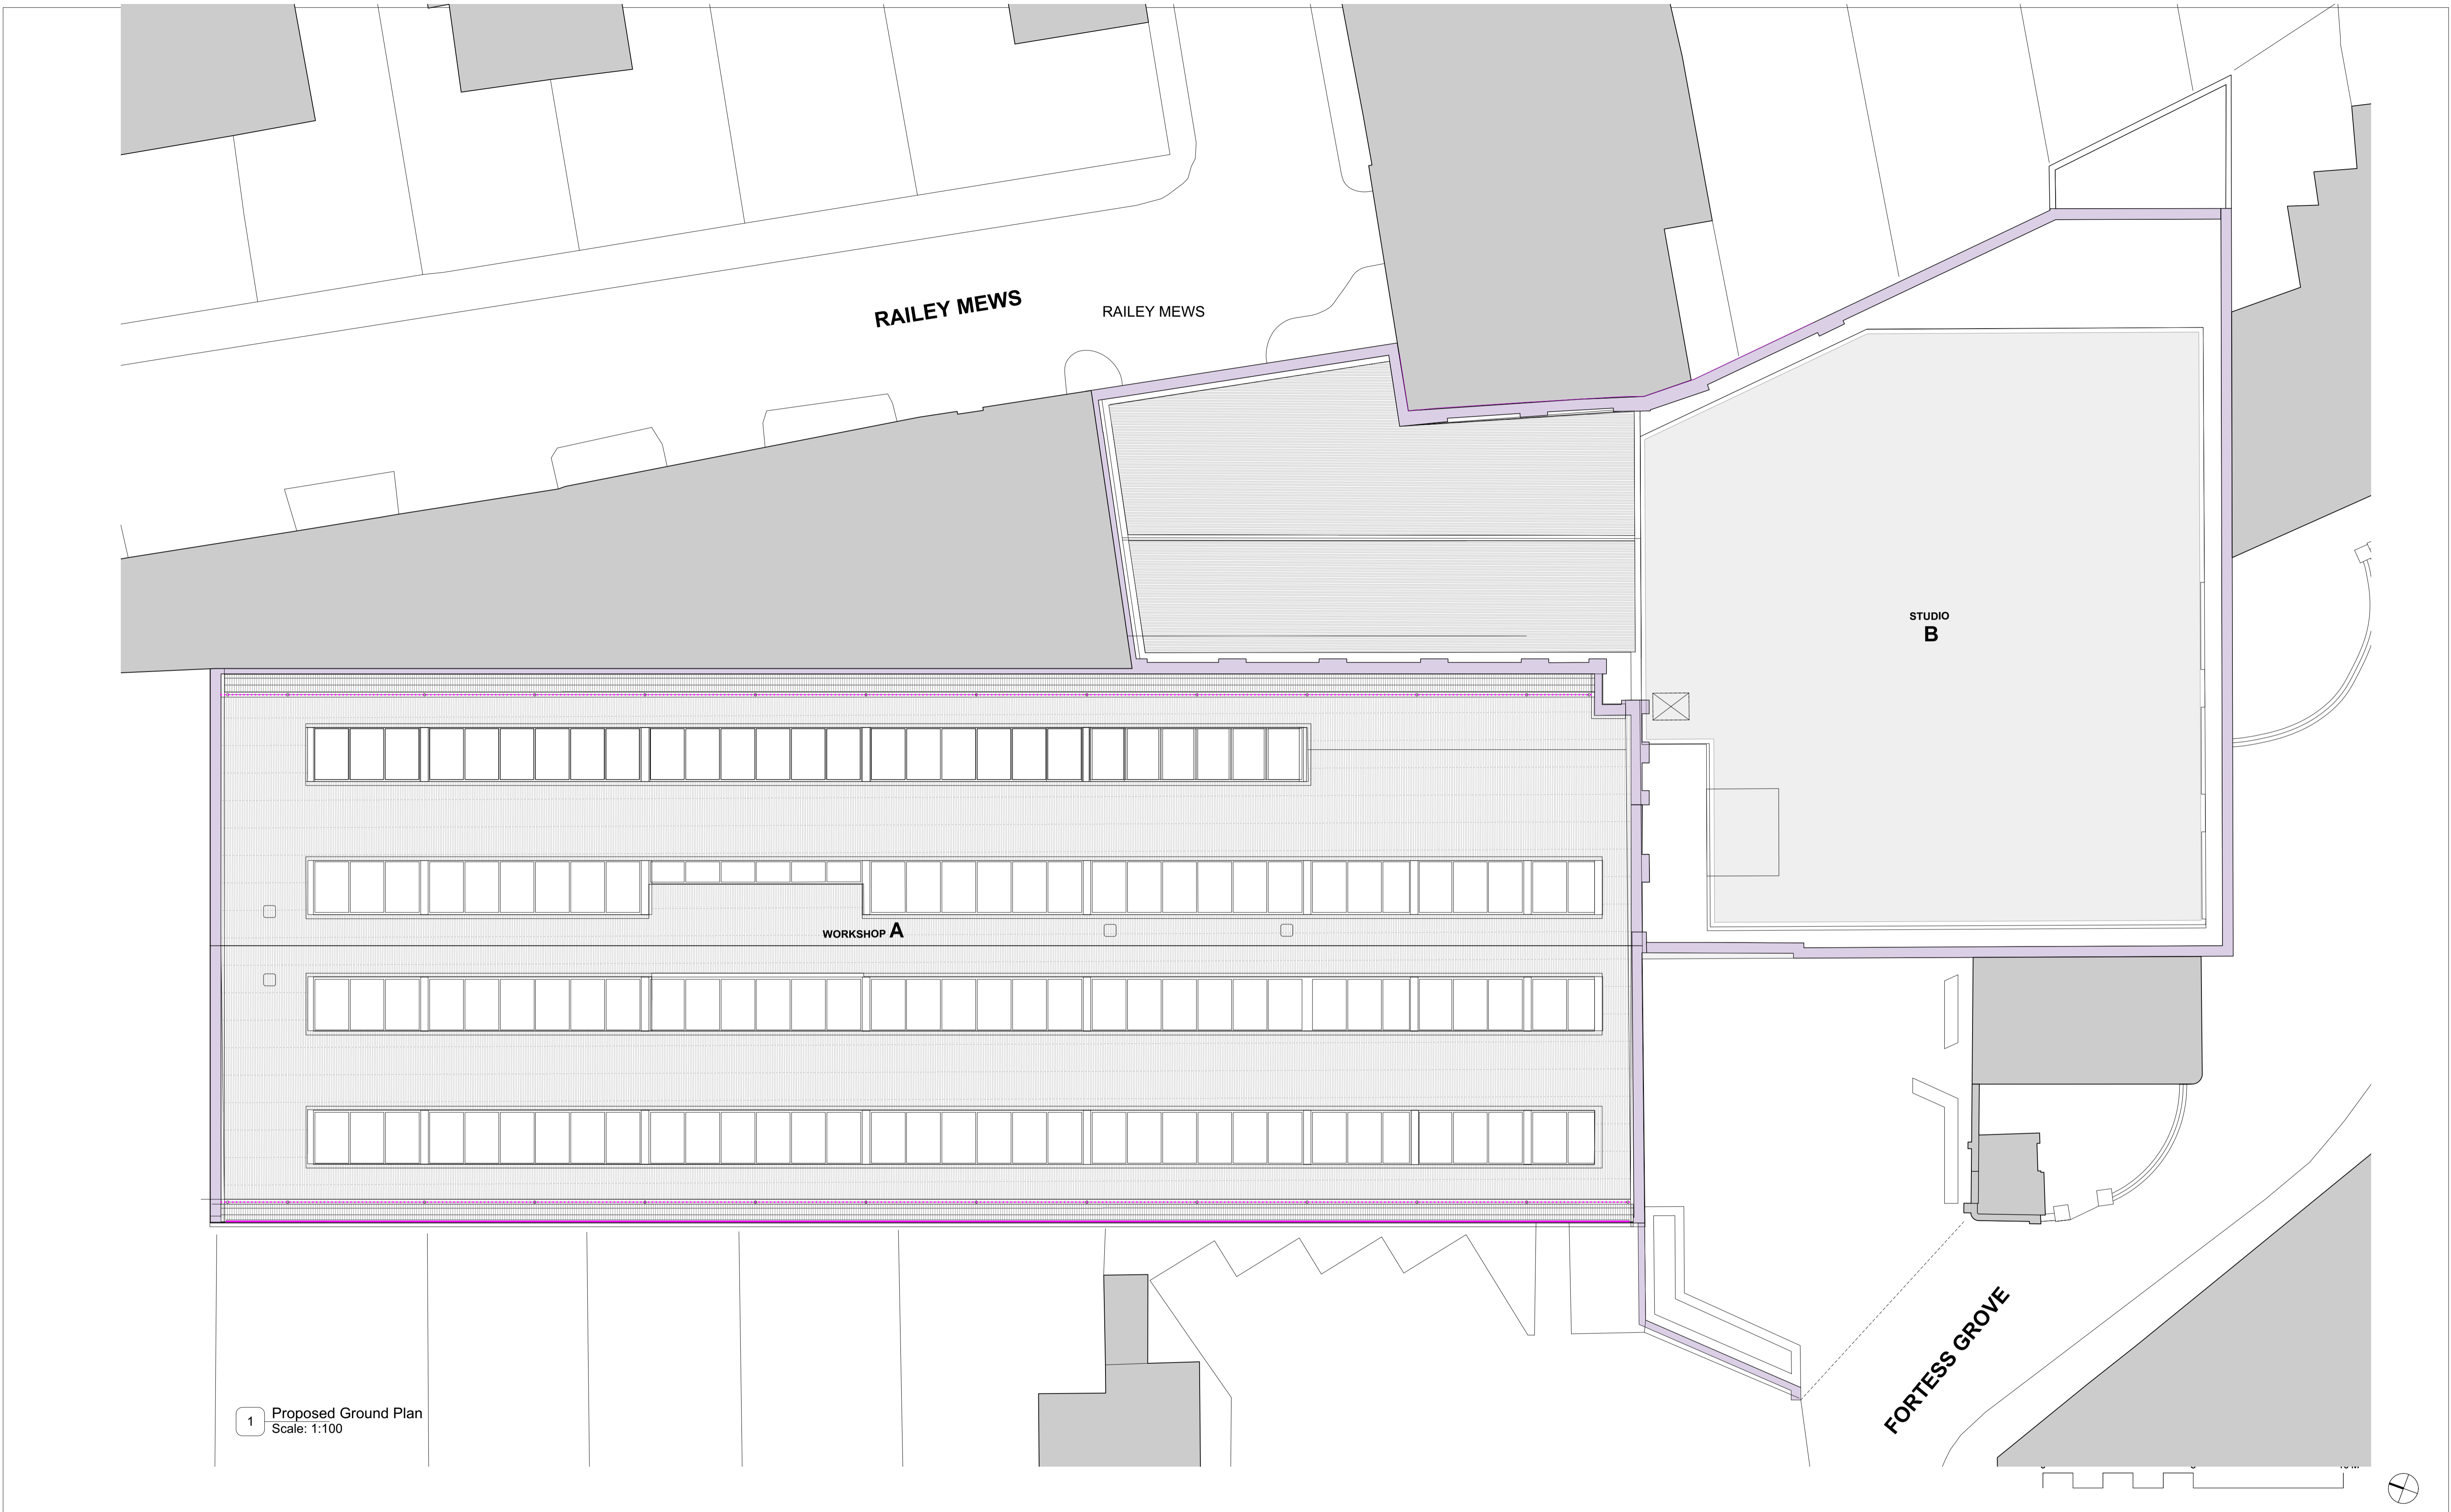 RAILEY MEWS
RAILEY MEWS
STUDIO
B
WORKSHOP A
FORTESS GROVE
1
Proposed Ground Plan
Scale: 1:100